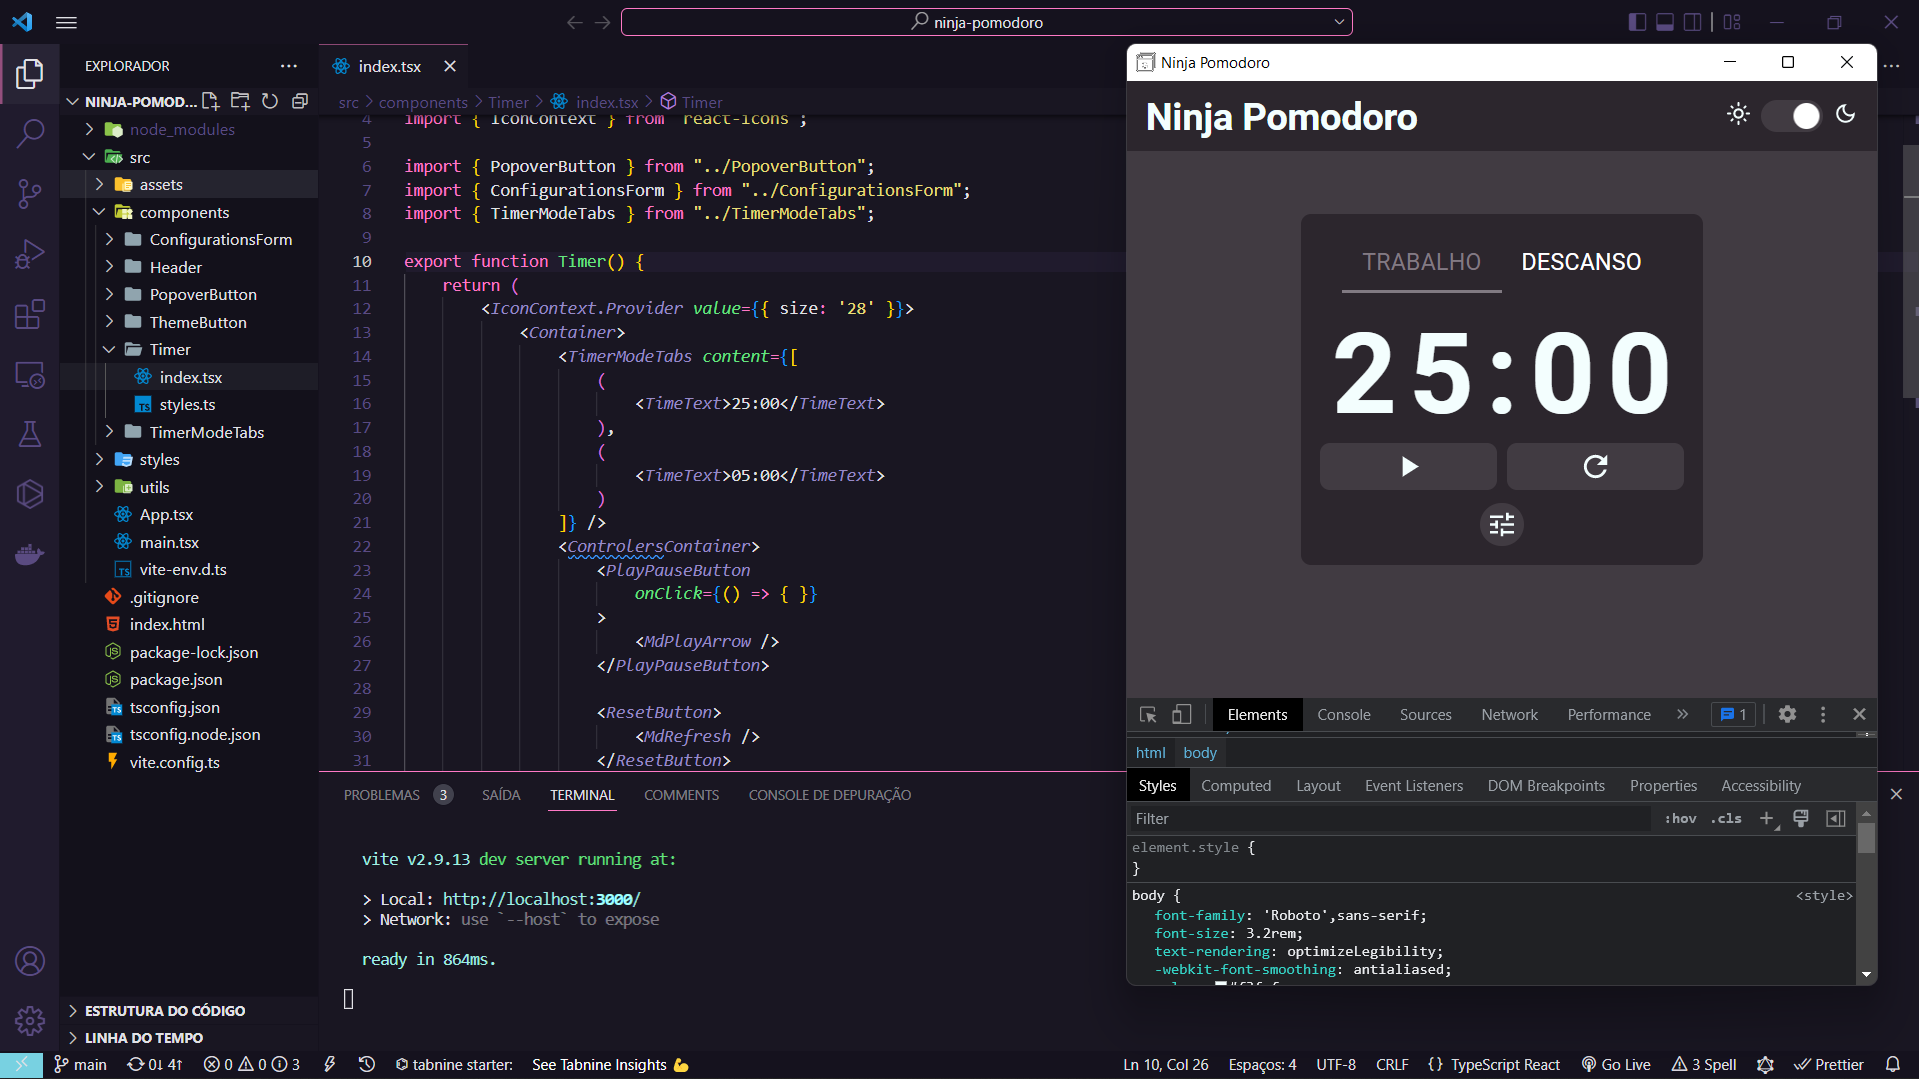 ninja-pomodoro
EXPLORADOR
NINJA-POMOD...
node_modules
src
assets
components
ConfigurationsForm
Header
PopoverButton
ThemeButton
Timer
index.tsx
styles.ts
TimerModeTabs
styles
utils
App.tsx
main.tsx
vite-env.d.ts
.gitignore
index.html
package-lock.json
package.json
tsconfig.json
tsconfig.node.json
vite.config.ts
ESTRUTURA DO CÓDIGO
LINHA DO TEMPO
index.tsx
src > components > Timer > index.tsx > Timer
4 import { IconContext } from "react-icons";
5
6 import { PopoverButton } from "../PopoverButton";
7 import { ConfigurationsForm } from "../ConfigurationsForm";
8 import { TimerModeTabs } from "../TimerModeTabs";
9
10 export function Timer() {
11 return (
12 <IconContext.Provider value={{ size: '28' }}>
13 <Container>
14 <TimerModeTabs content={[
15 (
16 <TimeText>25:00</TimeText>
17 ),
18 (
19 <TimeText>05:00</TimeText>
20 )
21 ]} />
22 <ControlersContainer>
23 <PlayPauseButton
24 onClick={() => { }}
25 >
26 <MdPlayArrow />
27 </PlayPauseButton>
28
29 <ResetButton>
30 <MdRefresh />
31 </ResetButton>
PROBLEMAS 3 SAÍDA TERMINAL COMMENTS CONSOLE DE DEPURAÇÃO
vite v2.9.13 dev server running at:
> Local: http://localhost:3000/
> Network: use `--host` to expose
ready in 864ms.
Ninja Pomodoro
Ninja Pomodoro
TRABALHO DESCANSO
25:00
Elements Console Sources Network Performance » 1
html body
Styles Computed Layout Event Listeners DOM Breakpoints Properties Accessibility
Filter :hov .cls +
element.style {
}
body { <style>
font-family: 'Roboto',sans-serif;
font-size: 3.2rem;
text-rendering: optimizeLegibility;
-webkit-font-smoothing: antialiased;
main 0↓ 4↑ 0 0 3 tabnine starter: See Tabnine Insights 💪 Ln 10, Col 26 Espaços: 4 UTF-8 CRLF {} TypeScript React Go Live 3 Spell Prettier